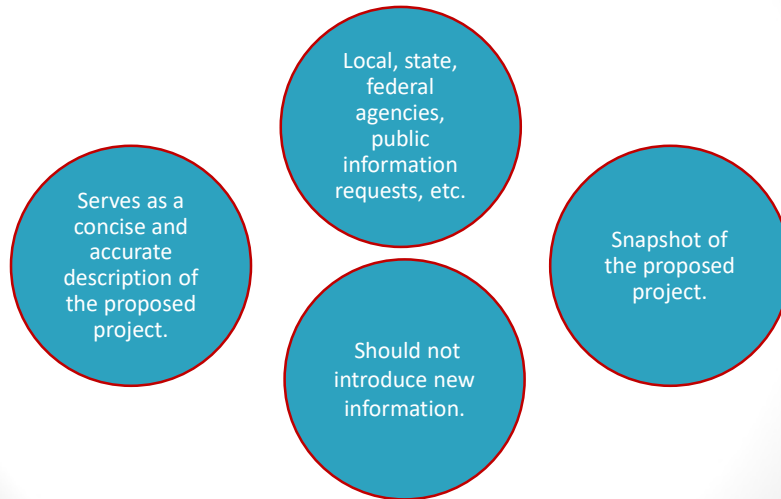 Local, state,
federal
agencies,
public
information
requests, etc.
Serves as a
concise and
accurate
description of
the proposed
project.
Snapshot of
the proposed
project.
Should not
introduce new
information.